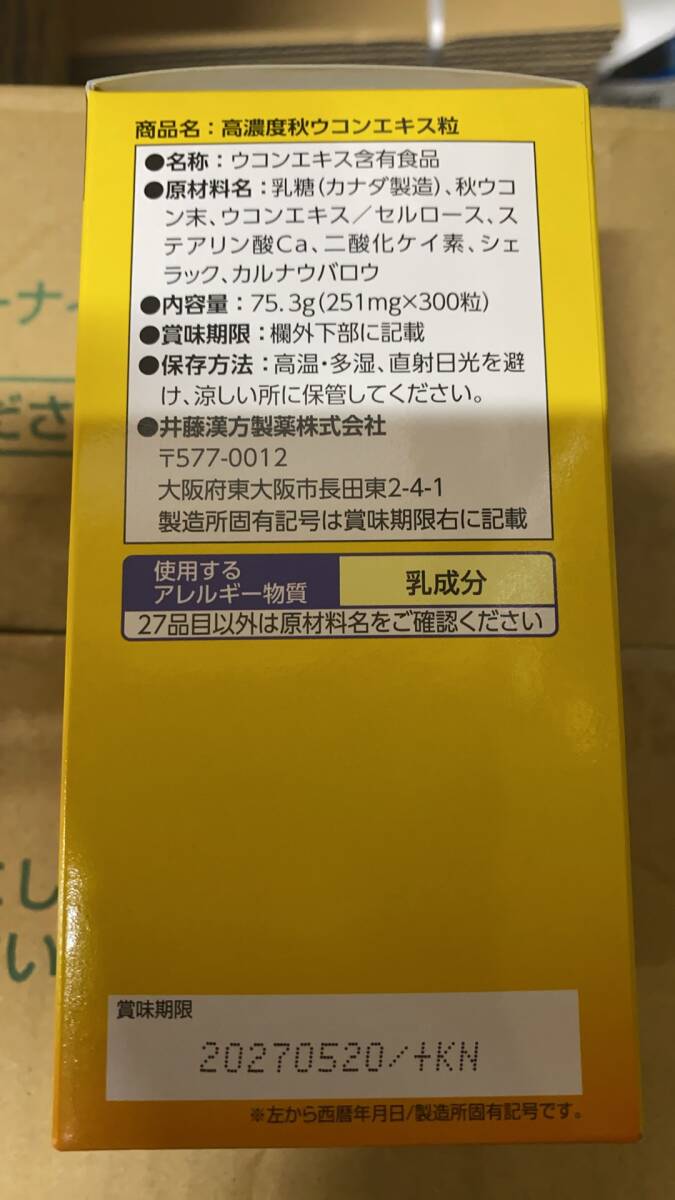 商品名：高濃度秋ウコンエキス粒
●名称：ウコンエキス含有食品
●原材料名：乳糖(カナダ製造)、秋ウコ
ン末、ウコンエキス／セルロース、ス
テアリン酸Ca、二酸化ケイ素、シェ
ラック、カルナウバロウ
●内容量：75.3g(251mg×300粒)
●賞味期限：欄外下部に記載
●保存方法：高温・多湿、直射日光を避
け、涼しい所に保管してください。
●井藤漢方製薬株式会社
〒577-0012
大阪府東大阪市長田東2-4-1
製造所固有記号は賞味期限右に記載
使用する
アレルギー物質
乳成分
27品目以外は原材料名をご確認ください
賞味期限
20270520/+KN
※左から西暦年月日/製造所固有記号です。
ーナ
ださ
にし
い